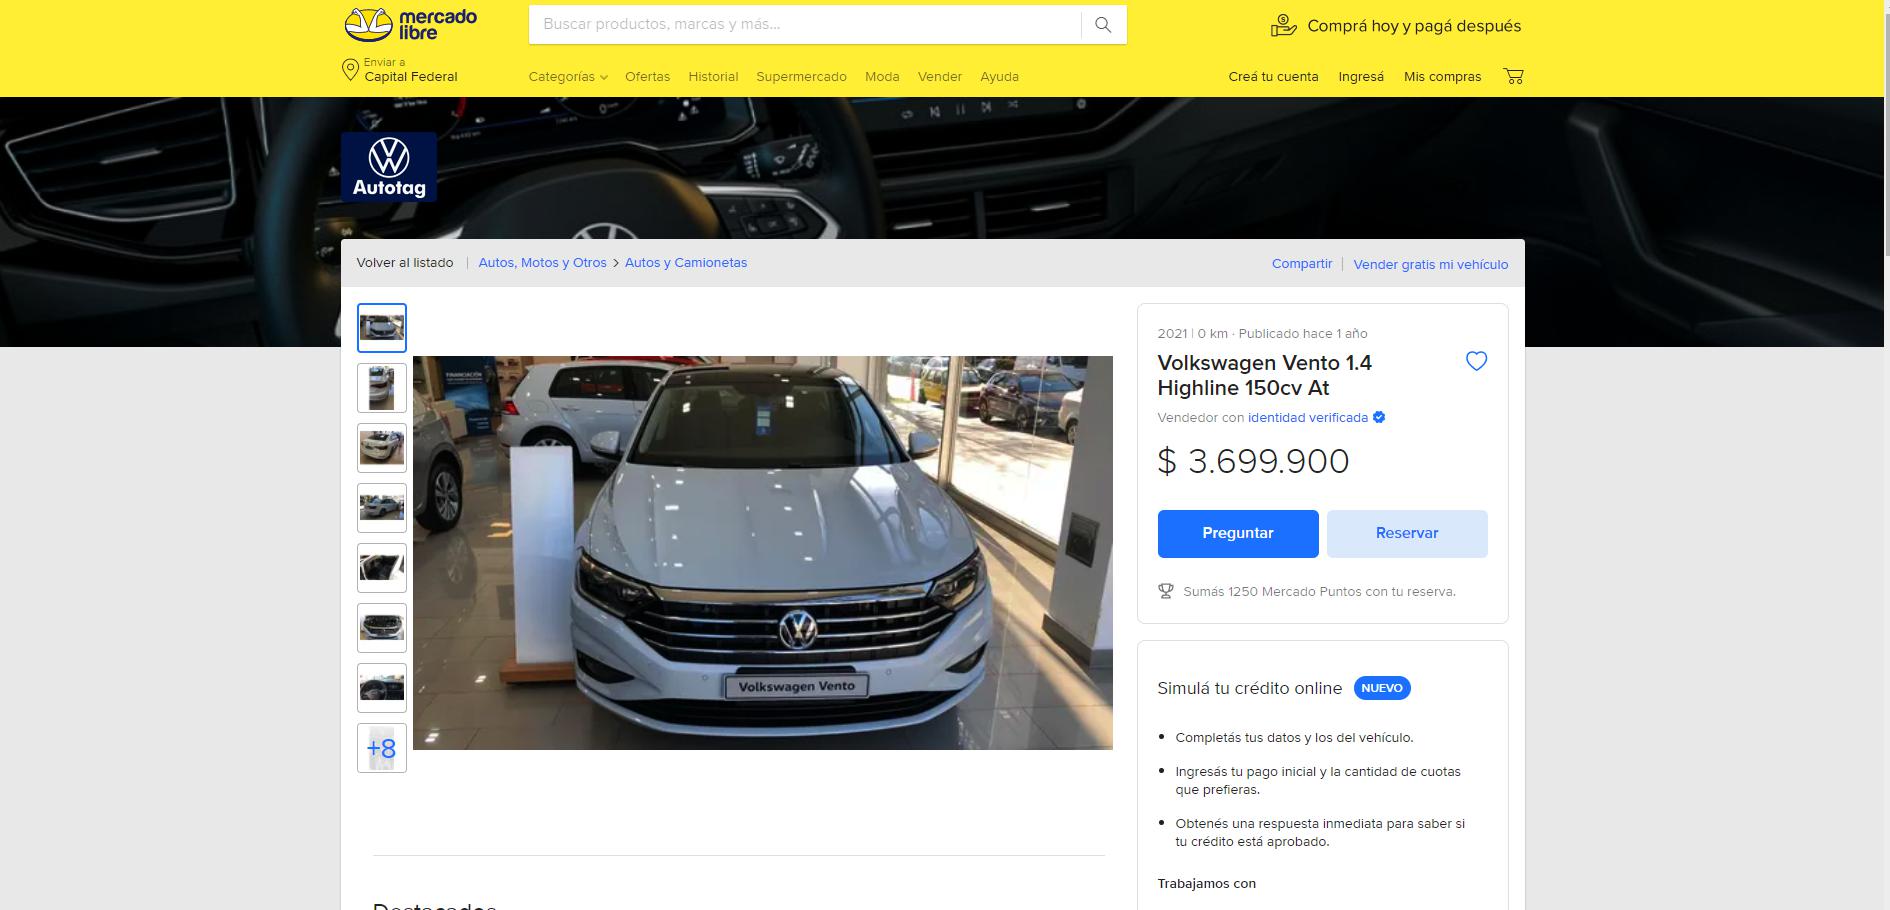 mercado
libre
Buscar productos, marcas y más...
Comprá hoy y pagá después
Enviar a
Capital Federal
Categorías
Ofertas
Historial
Supermercado
Moda
Vender
Ayuda
Creá tu cuenta
Ingresá
Mis compras
Autotag
Volver al listado
Autos, Motos y Otros
Autos y Camionetas
Compartir
Vender gratis mi vehículo
2021 | 0 km · Publicado hace 1 año
Volkswagen Vento 1.4
Highline 150cv At
Vendedor con identidad verificada
$ 3.699.900
Preguntar
Reservar
Sumás 1250 Mercado Puntos con tu reserva.
FINANCIACIÓN
Volkswagen Vento
+8
Simulá tu crédito online NUEVO
Completás tus datos y los del vehículo.
Ingresás tu pago inicial y la cantidad de cuotas
que prefieras.
Obtenés una respuesta inmediata para saber si
tu crédito está aprobado.
Trabajamos con
Destacados